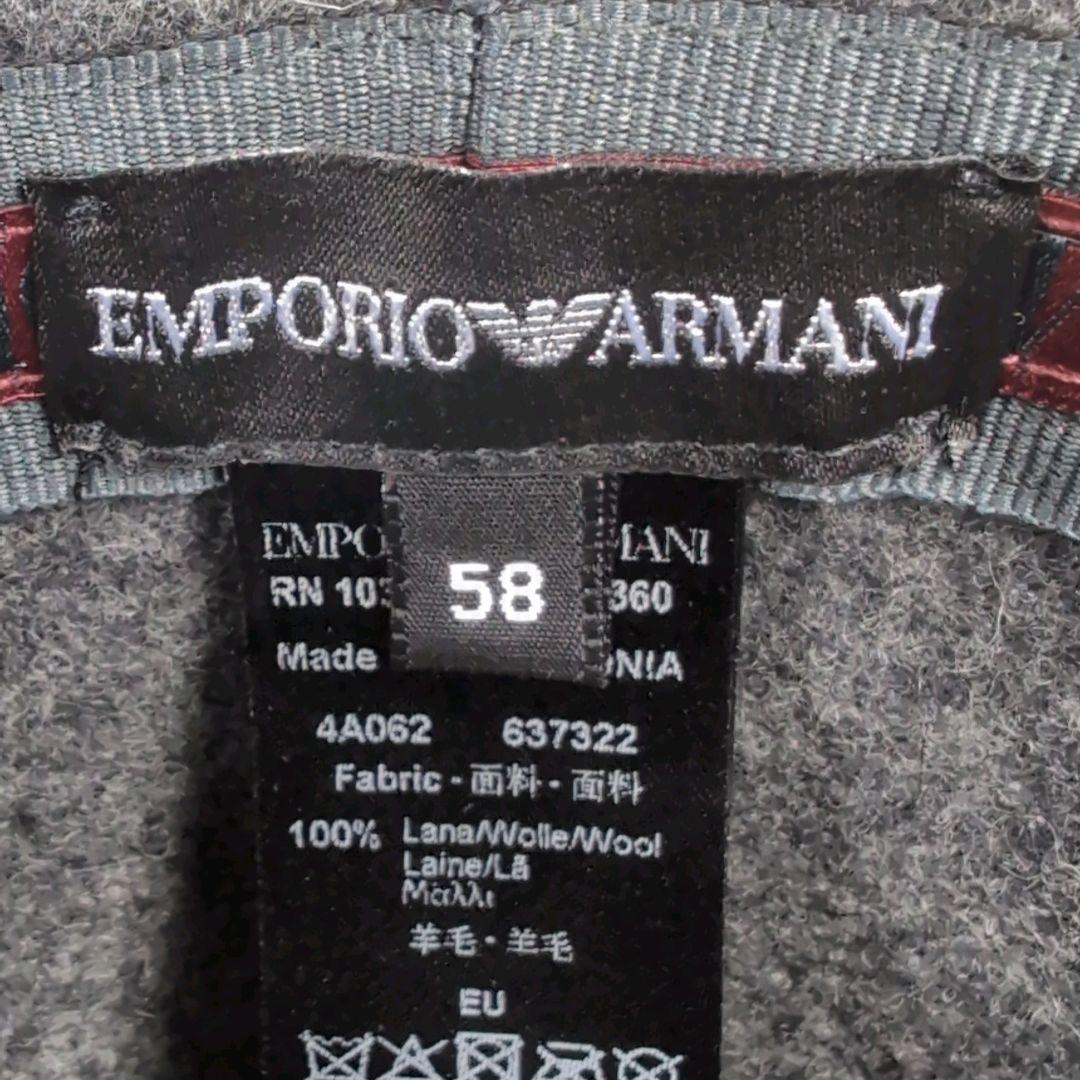 EMPORIO ARMANI
58
EMPO ANI
RN 10 360
Made NIA
4A062 637322
Fabric - 面料 - 面料
100% Lana/Wolle/Wool
Laine/Lã
Μαλλι
羊毛 - 羊毛
EU